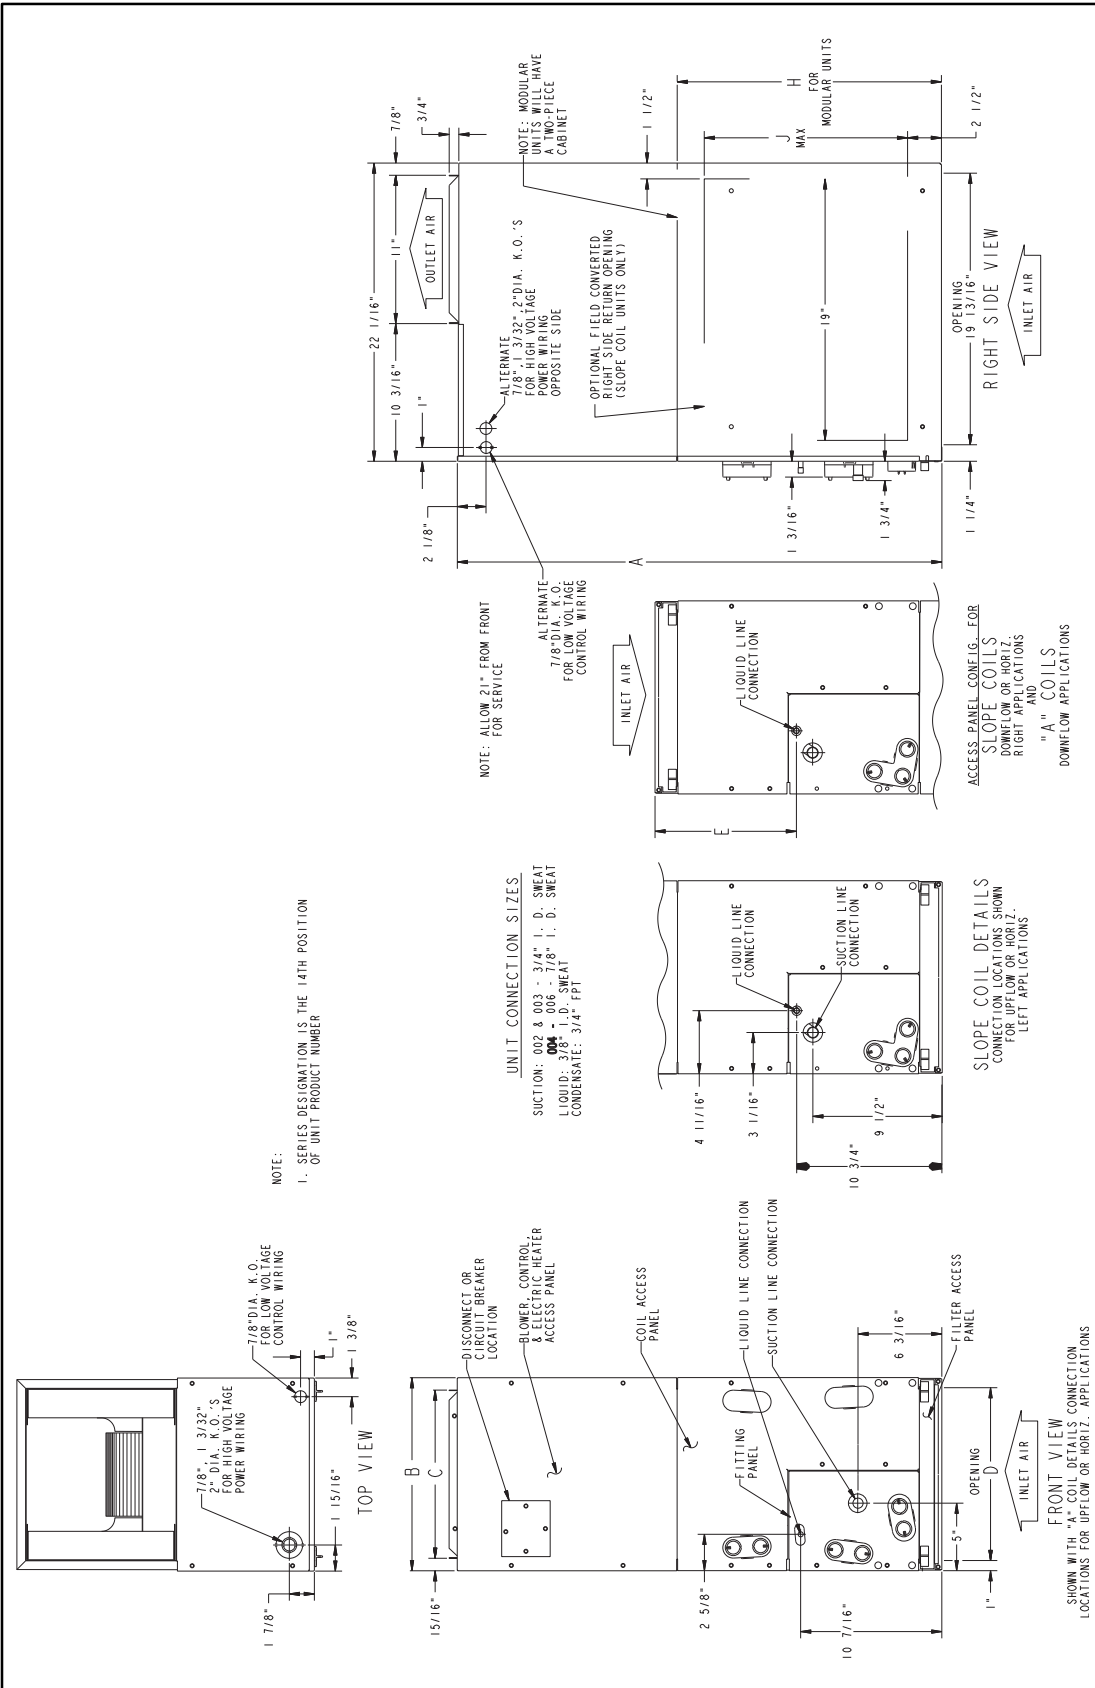 1 7/8"
1 15/16"
7/8", 1 3/32"
2" DIA. K.O.'S
FOR HIGH VOLTAGE
POWER WIRING
7/8"DIA. K.O.
FOR LOW VOLTAGE
CONTROL WIRING
1"
1 3/8"
TOP VIEW
NOTE:
1. SERIES DESIGNATION IS THE 14TH POSITION
OF UNIT PRODUCT NUMBER
B
C
15/16"
DISCONNECT OR
CIRCUIT BREAKER
LOCATION
BLOWER, CONTROL,
& ELECTRIC HEATER
ACCESS PANEL
COIL ACCESS
PANEL
LIQUID LINE CONNECTION
SUCTION LINE CONNECTION
FITTING
PANEL
2 5/8"
10 7/16"
6 3/16"
FILTER ACCESS
PANEL
5"
1"
OPENING
D
INLET AIR
FRONT VIEW
SHOWN WITH "A" COIL DETAILS CONNECTION
LOCATIONS FOR UPFLOW OR HORIZ. APPLICATIONS
UNIT CONNECTION SIZES
SUCTION: 002 & 003 - 3/4" I. D. SWEAT
004 - 006 - 7/8" I. D. SWEAT
LIQUID: 3/8" I.D. SWEAT
CONDENSATE: 3/4" FPT
4 11/16"
3 1/16"
LIQUID LINE
CONNECTION
SUCTION LINE
CONNECTION
9 1/2"
10 3/4"
SLOPE COIL DETAILS
CONNECTION LOCATIONS SHOWN
FOR UPFLOW OR HORIZ.
LEFT APPLICATIONS
NOTE: ALLOW 21" FROM FRONT
FOR SERVICE
INLET AIR
E
LIQUID LINE
CONNECTION
ACCESS PANEL CONFIG. FOR
SLOPE COILS
DOWNFLOW OR HORIZ.
RIGHT APPLICATIONS
AND
"A" COILS
DOWNFLOW APPLICATIONS
22 1/16"
10 3/16"
11"
7/8"
3/4"
1"
2 1/8"
OUTLET AIR
ALTERNATE
7/8", 1 3/32",2"DIA. K.O.'S
FOR HIGH VOLTAGE
POWER WIRING
OPPOSITE SIDE
NOTE: MODULAR
UNITS WILL HAVE
A TWO-PIECE
CABINET
ALTERNATE
7/8"DIA. K.O.
FOR LOW VOLTAGE
CONTROL WIRING
OPTIONAL FIELD CONVERTED
RIGHT SIDE RETURN OPENING
(SLOPE COIL UNITS ONLY)
1 1/2"
A
H
FOR
MODULAR UNITS
J
MAX
19"
1 3/16"
1 3/4"
2 1/2"
1 1/4"
OPENING
19 13/16"
RIGHT SIDE VIEW
INLET AIR